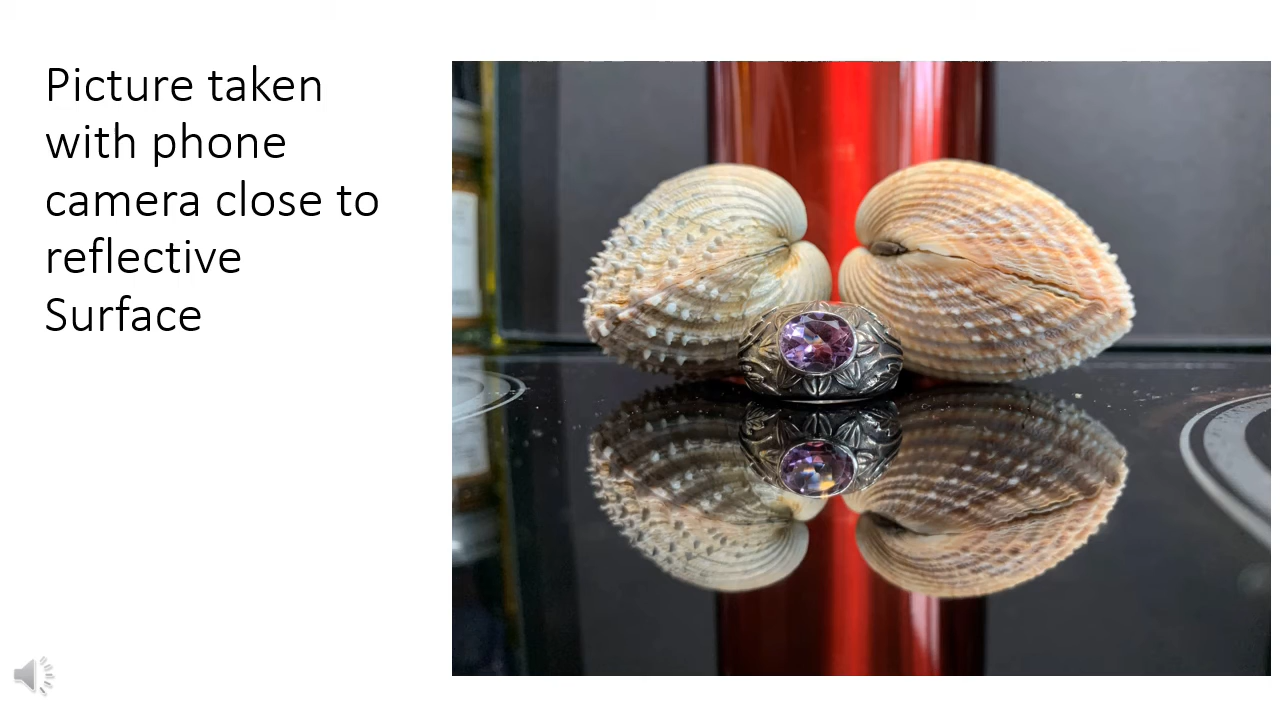 Picture taken
with phone
camera close to
reflective
Surface